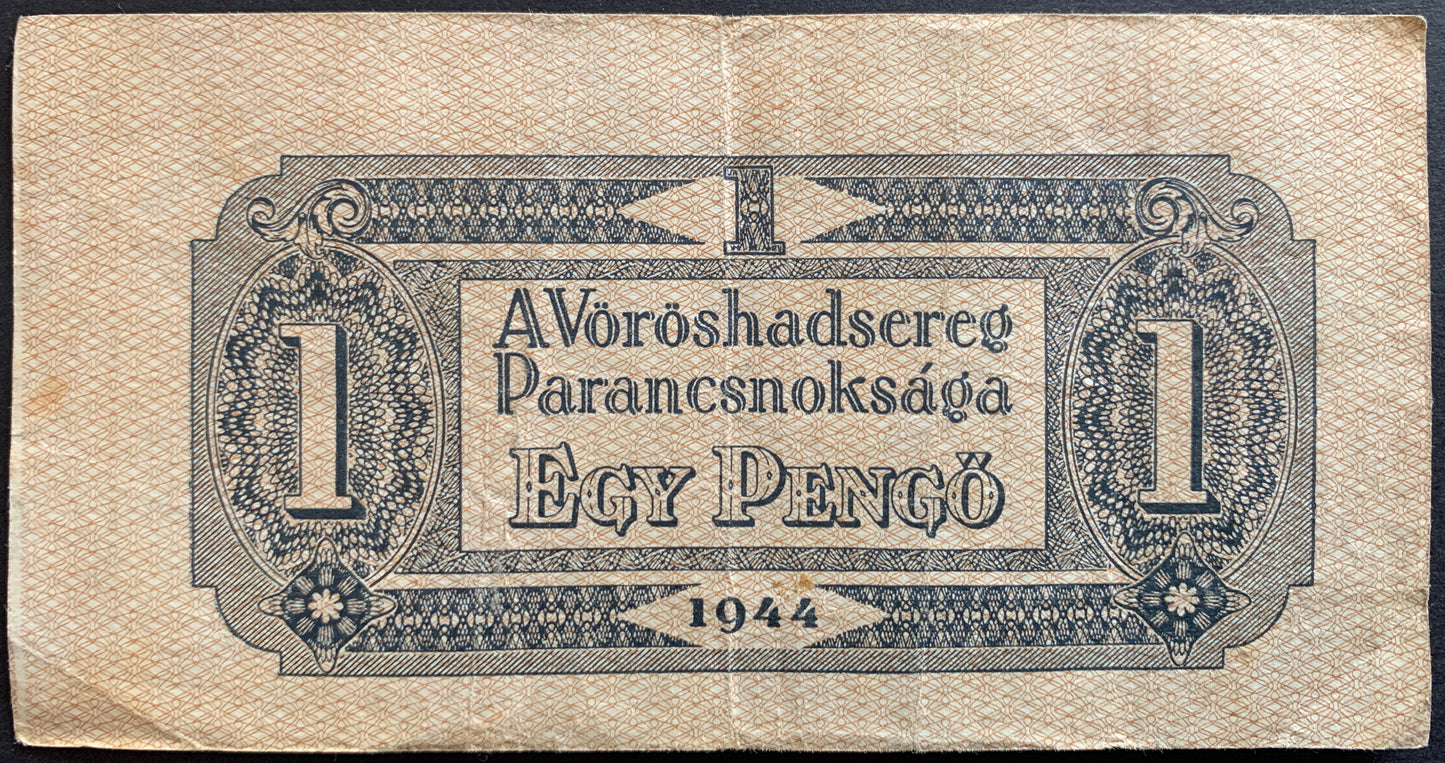 1
A Vöröshadsereg
Parancsnoksága
1 1
EGY PENGŐ
1944